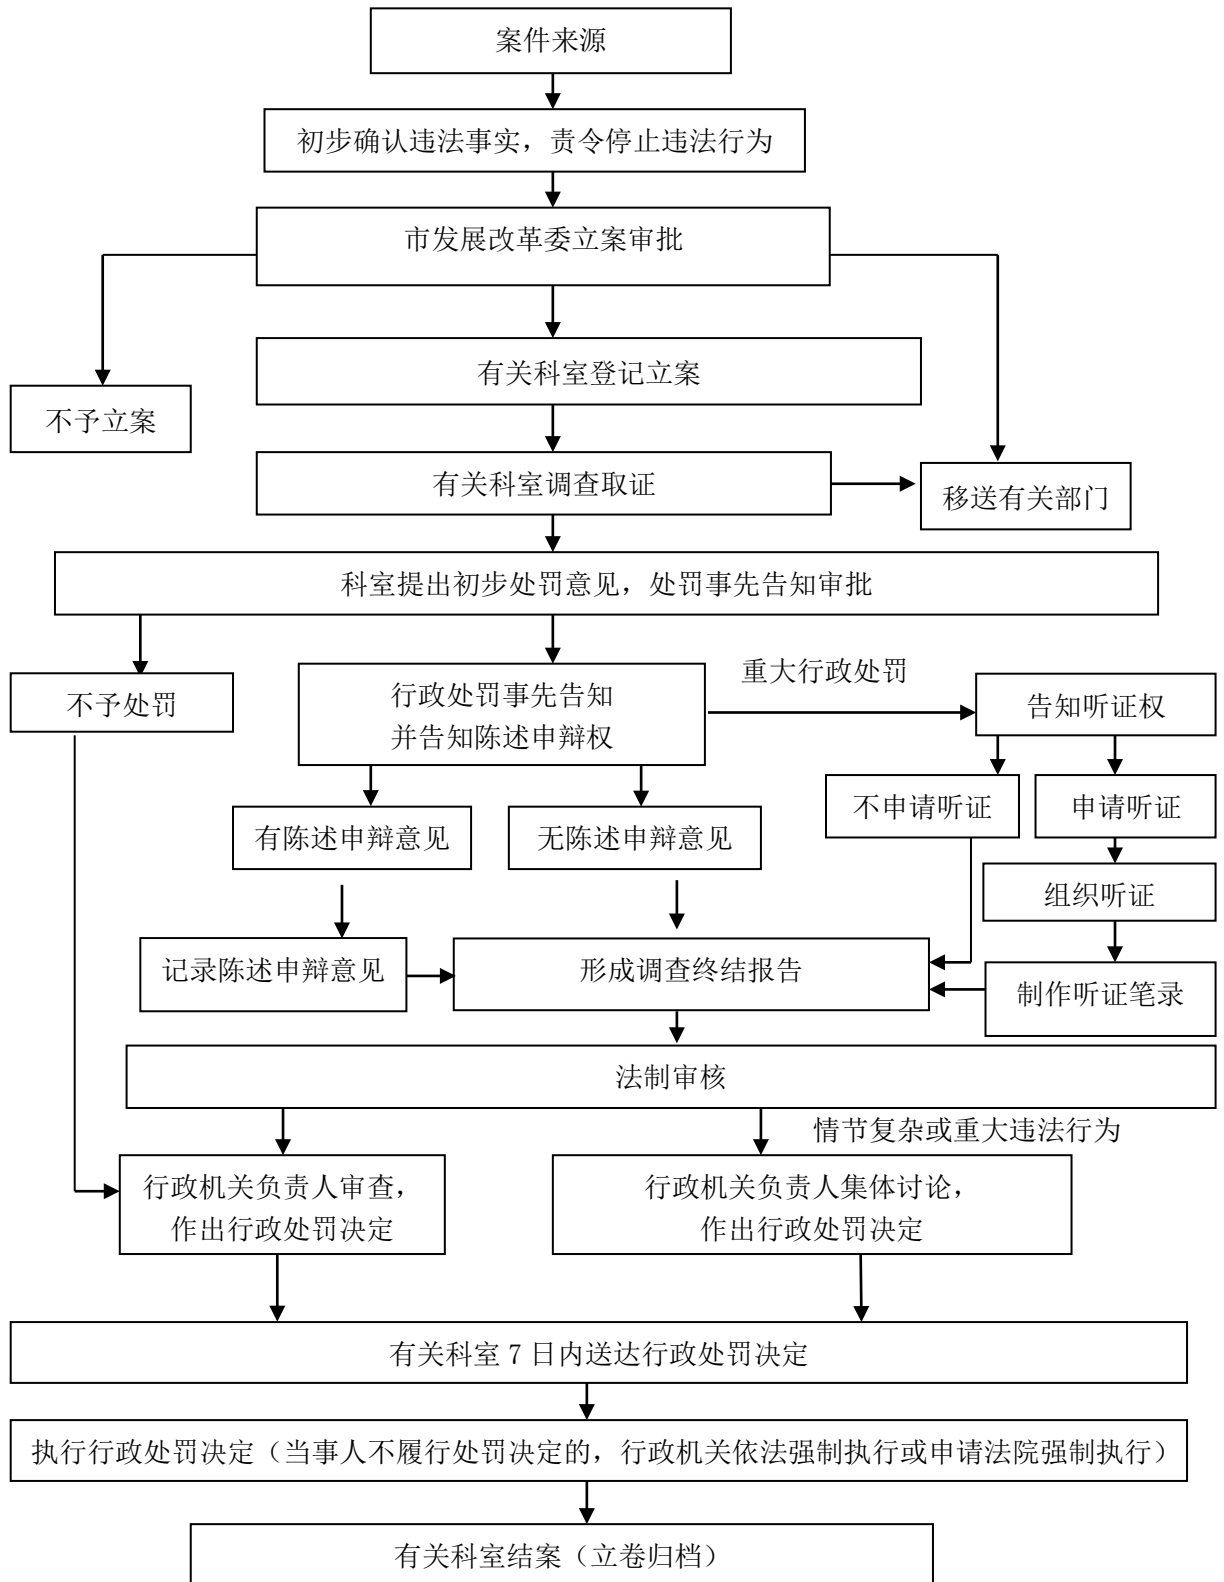 案件来源
初步确认违法事实，责令停止违法行为
市发展改革委立案审批
有关科室登记立案
不予立案
有关科室调查取证
移送有关部门
科室提出初步处罚意见，处罚事先告知审批
不予处罚
行政处罚事先告知
并告知陈述申辩权
重大行政处罚
告知听证权
不申请听证
申请听证
有陈述申辩意见
无陈述申辩意见
组织听证
记录陈述申辩意见
形成调查终结报告
制作听证笔录
法制审核
情节复杂或重大违法行为
行政机关负责人审查，
作出行政处罚决定
行政机关负责人集体讨论，
作出行政处罚决定
有关科室 7 日内送达行政处罚决定
执行行政处罚决定（当事人不履行处罚决定的，行政机关依法强制执行或申请法院强制执行）
有关科室结案（立卷归档）